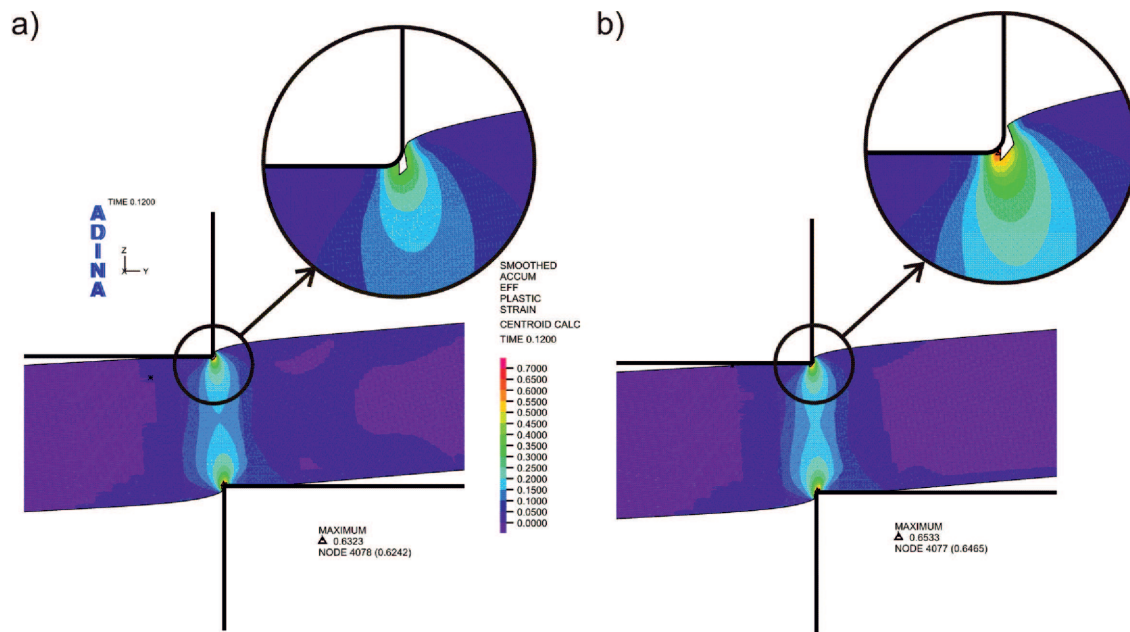 a)
b)
ADINA
TIME 0.1200
Z
X
Y
SMOOTHED
ACCUM
EFF
PLASTIC
STRAIN
CENTROID CALC
TIME 0.1200
0.7000
0.6500
0.6000
0.5500
0.5000
0.4500
0.4000
0.3500
0.3000
0.2500
0.2000
0.1500
0.1000
0.0500
0.0000
MAXIMUM
0.6323
NODE 4078 (0.6242)
MAXIMUM
0.6533
NODE 4077 (0.6465)